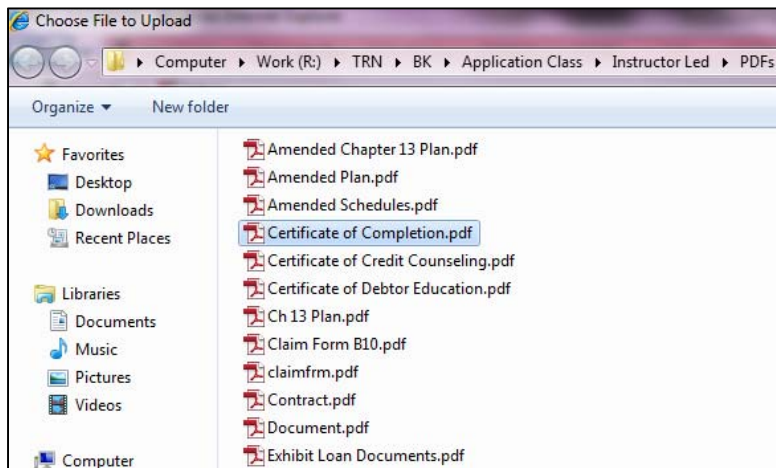 Choose File to Upload
Computer ▸ Work (R:) ▸ TRN ▸ BK ▸ Application Class ▸ Instructor Led ▸ PDFs
Organize ▾ New folder
Favorites
Desktop
Downloads
Recent Places
Libraries
Documents
Music
Pictures
Videos
Computer
Amended Chapter 13 Plan.pdf
Amended Plan.pdf
Amended Schedules.pdf
Certificate of Completion.pdf
Certificate of Credit Counseling.pdf
Certificate of Debtor Education.pdf
Ch 13 Plan.pdf
Claim Form B10.pdf
claimfrm.pdf
Contract.pdf
Document.pdf
Exhibit Loan Documents.pdf